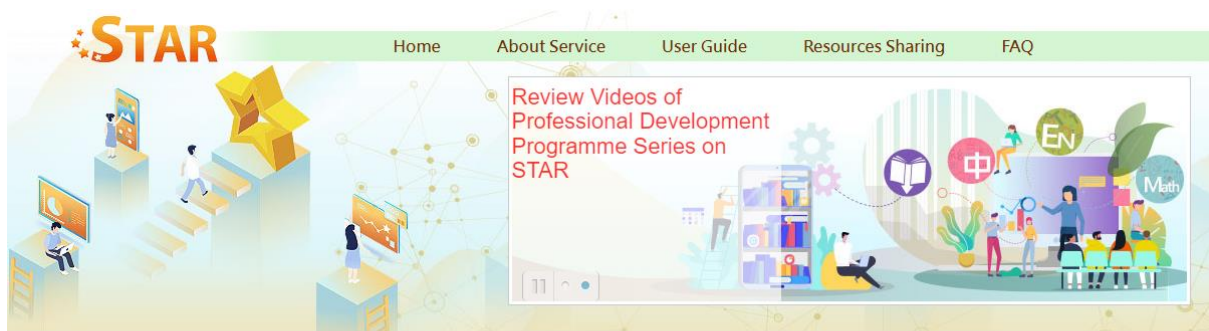 STAR
Home About Service User Guide Resources Sharing FAQ
Review Videos of
Professional Development
Programme Series on
STAR
EN
中
Math